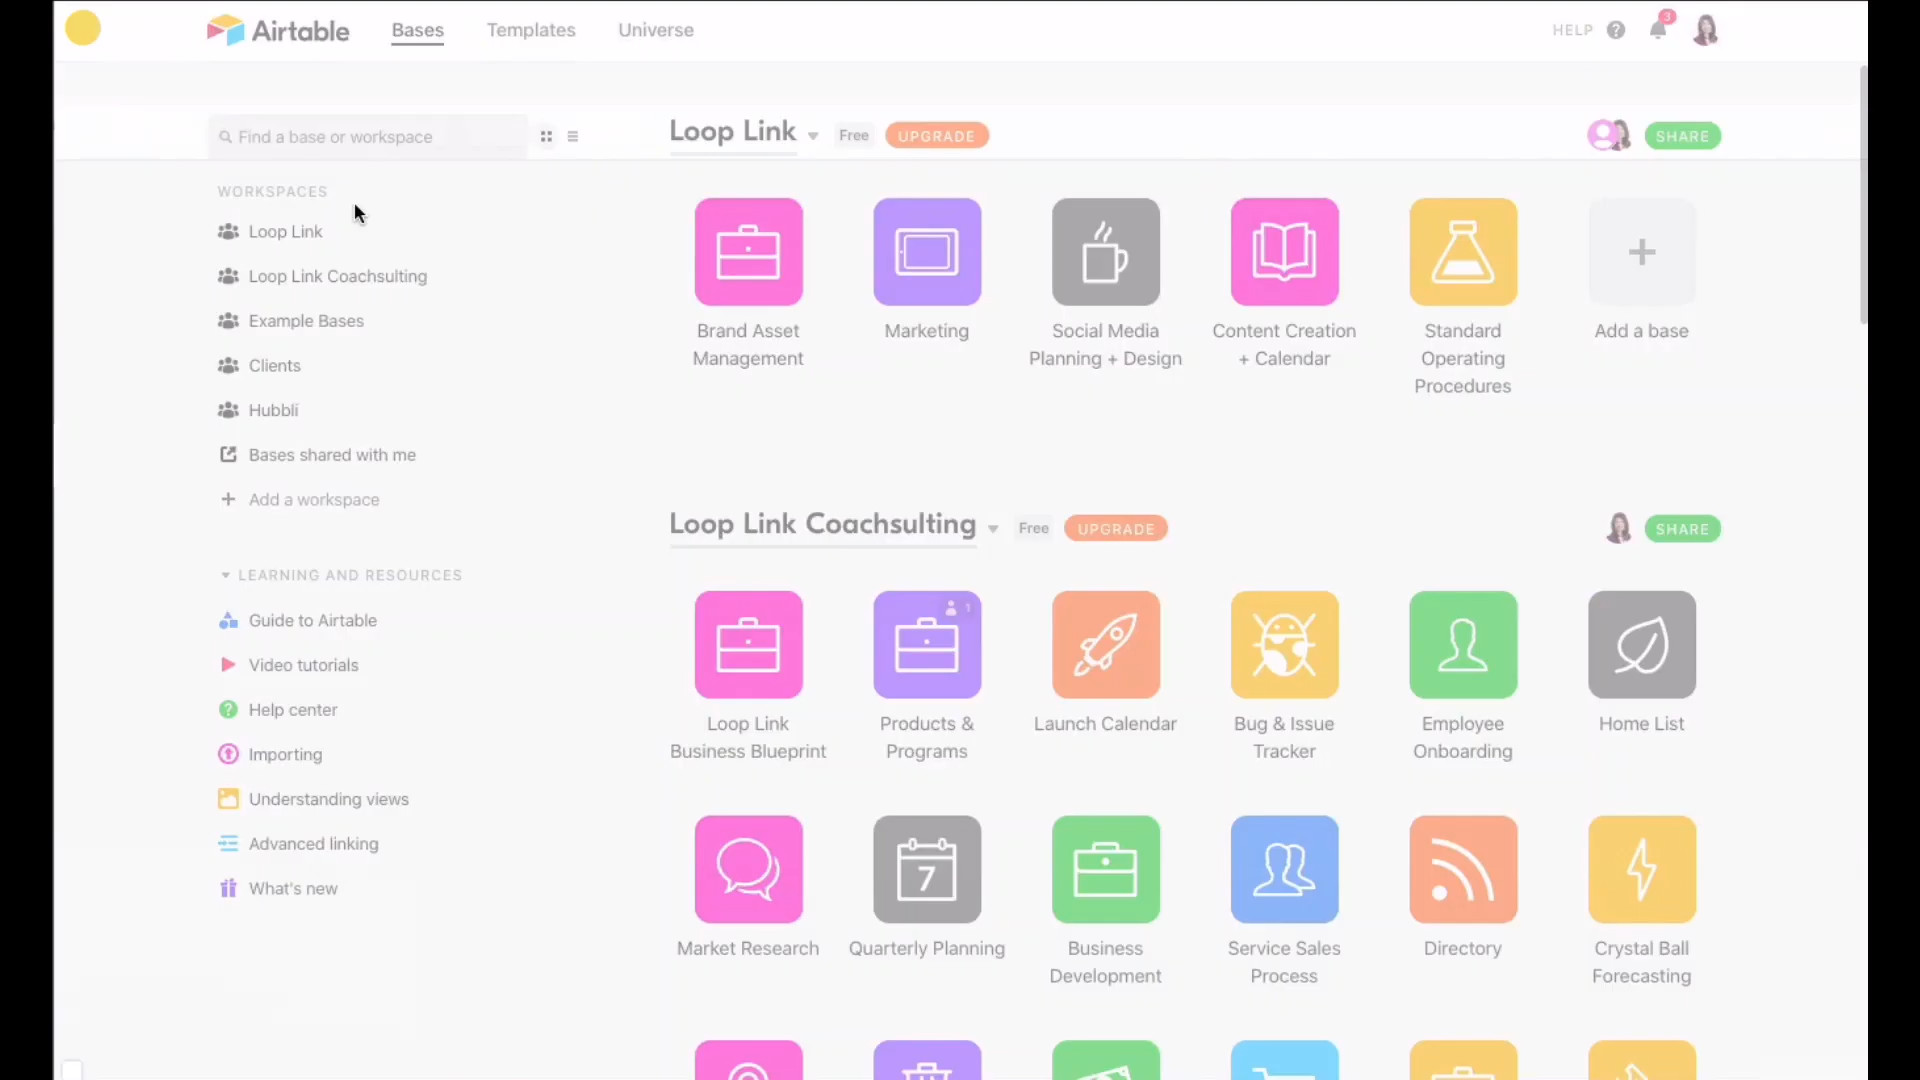 Airtable
Bases
Templates
Universe
HELP
3
Find a base or workspace
Loop Link
Free
UPGRADE
SHARE
WORKSPACES
Loop Link
Loop Link Coachsulting
Example Bases
Clients
Hubbli
Bases shared with me
Add a workspace
LEARNING AND RESOURCES
Guide to Airtable
Video tutorials
Help center
Importing
Understanding views
Advanced linking
What's new
Brand Asset
Management
Marketing
Social Media
Planning + Design
Content Creation
+ Calendar
Standard
Operating
Procedures
Add a base
Loop Link Coachsulting
Free
UPGRADE
SHARE
1
Loop Link
Business Blueprint
Products &
Programs
Launch Calendar
Bug & Issue
Tracker
Employee
Onboarding
Home List
7
Market Research
Quarterly Planning
Business
Development
Service Sales
Process
Directory
Crystal Ball
Forecasting